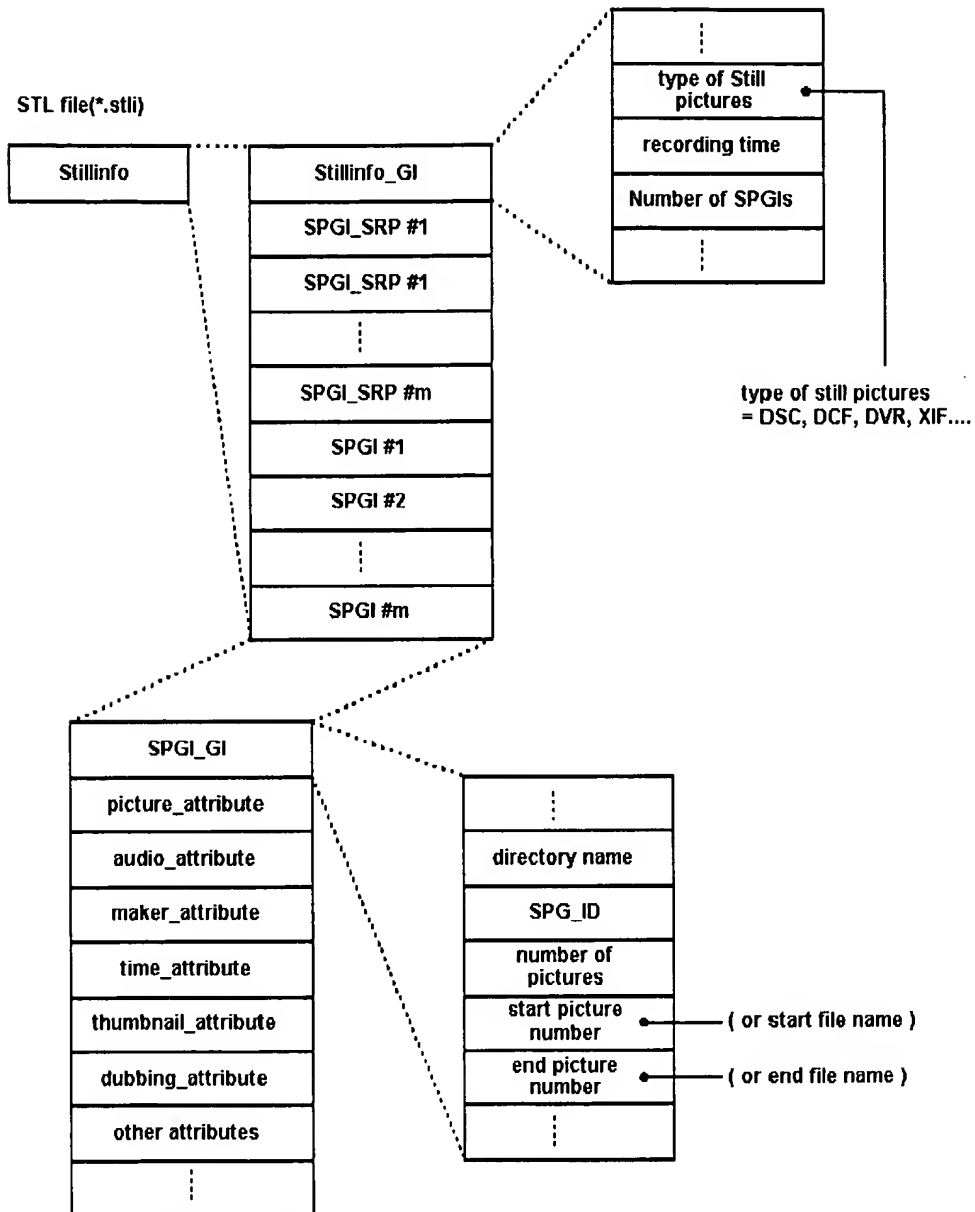 STL file(*.stli)
Stillinfo
Stillinfo_GI
SPGI_SRP #1
SPGI_SRP #1
SPGI_SRP #m
SPGI #1
SPGI #2
SPGI #m
type of Still
pictures
recording time
Number of SPGIs
type of still pictures
= DSC, DCF, DVR, XIF....
SPGI_GI
picture_attribute
audio_attribute
maker_attribute
time_attribute
thumbnail_attribute
dubbing_attribute
other attributes
directory name
SPG_ID
number of
pictures
start picture
number
( or start file name )
end picture
number
( or end file name )